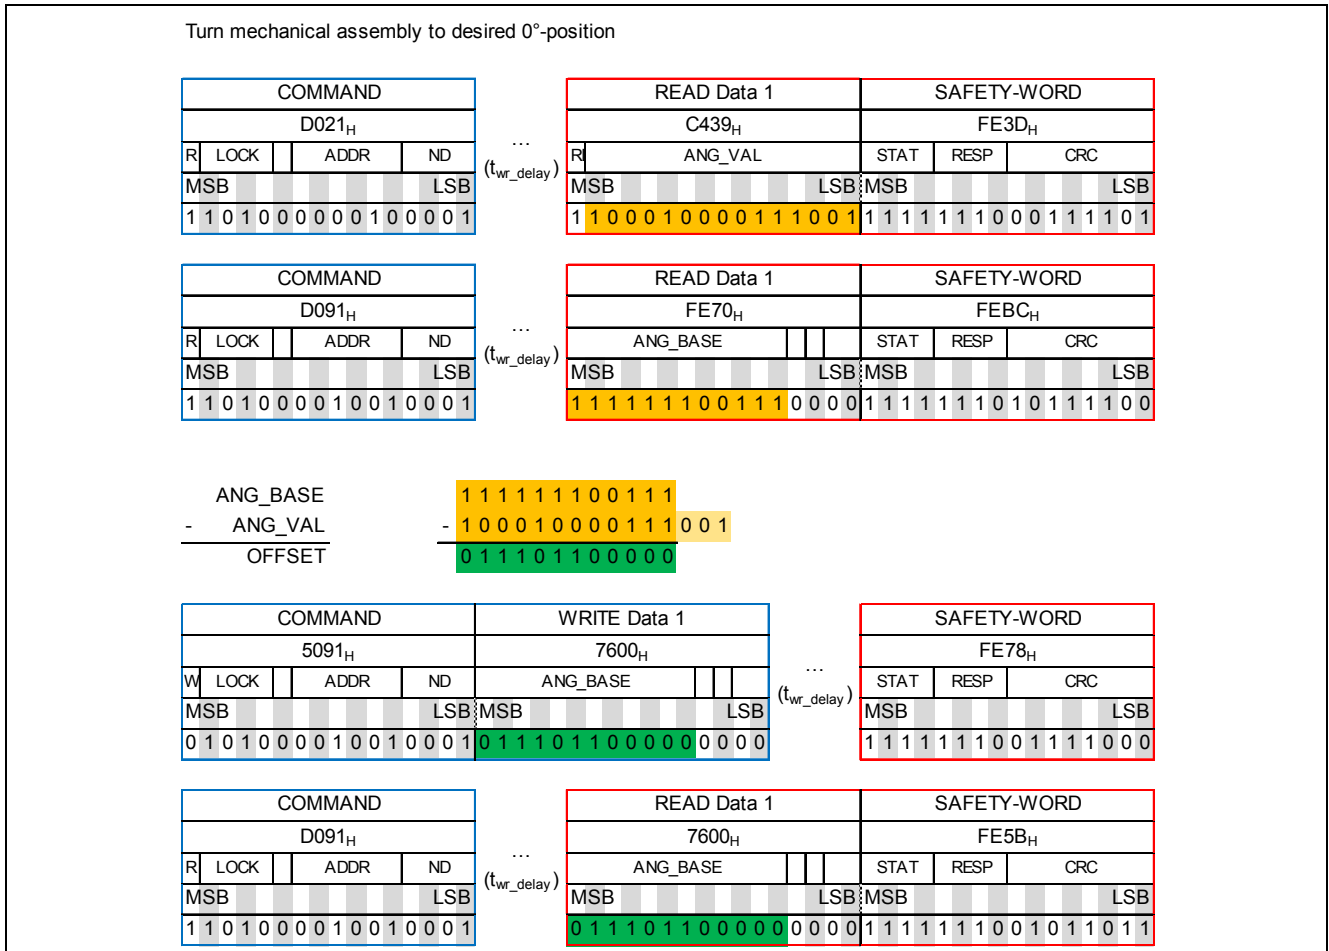 Turn mechanical assembly to desired 0°-position
COMMAND READ Data 1 SAFETY-WORD
D021H ... C439H FE3DH
R LOCK ADDR ND (twr_delay) RI ANG_VAL STAT RESP CRC
MSB LSB MSB LSB MSB LSB
1 1 0 1 0 0 0 0 0 0 1 0 0 0 0 1 1 1 0 0 0 1 0 0 0 0 1 1 1 0 0 1 1 1 1 1 1 1 1 0 0 0 1 1 1 1 0 1
COMMAND READ Data 1 SAFETY-WORD
D091H ... FE70H FEBCH
R LOCK ADDR ND (twr_delay) ANG_BASE STAT RESP CRC
MSB LSB MSB LSB MSB LSB
1 1 0 1 0 0 0 0 1 0 0 1 0 0 0 1 1 1 1 1 1 1 1 0 0 1 1 1 0 0 0 0 1 1 1 1 1 1 1 0 1 0 1 1 1 1 0 0
ANG_BASE 1 1 1 1 1 1 1 0 0 1 1 1
- ANG_VAL - 1 0 0 0 1 0 0 0 0 1 1 1 0 0 1
OFFSET 0 1 1 1 0 1 1 0 0 0 0 0
COMMAND WRITE Data 1 SAFETY-WORD
5091H 7600H ... FE78H
W LOCK ADDR ND ANG_BASE (twr_delay) STAT RESP CRC
MSB LSB MSB LSB MSB LSB
0 1 0 1 0 0 0 0 1 0 0 1 0 0 0 1 0 1 1 1 0 1 1 0 0 0 0 0 0 0 0 0 1 1 1 1 1 1 1 0 0 1 1 1 1 0 0 0
COMMAND READ Data 1 SAFETY-WORD
D091H ... 7600H FE5BH
R LOCK ADDR ND (twr_delay) ANG_BASE STAT RESP CRC
MSB LSB MSB LSB MSB LSB
1 1 0 1 0 0 0 0 1 0 0 1 0 0 0 1 0 1 1 1 0 1 1 0 0 0 0 0 0 0 0 0 1 1 1 1 1 1 1 0 0 1 0 1 1 0 1 1